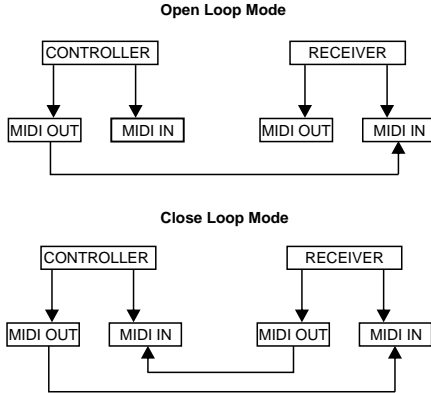 Open Loop Mode
CONTROLLER RECEIVER
MIDI OUT MIDI IN MIDI OUT MIDI IN
Close Loop Mode
CONTROLLER RECEIVER
MIDI OUT MIDI IN MIDI OUT MIDI IN